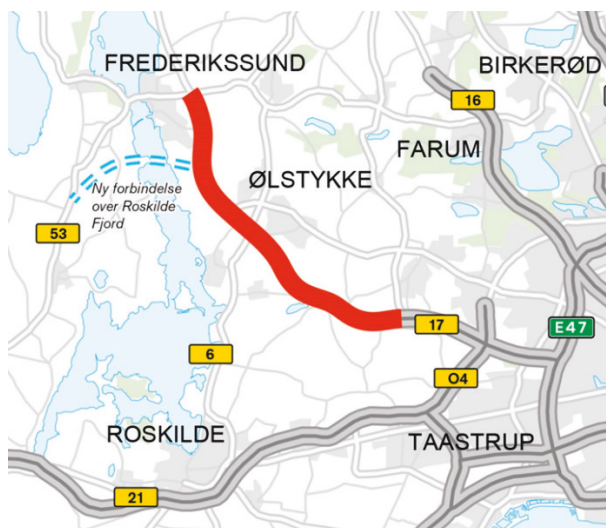 FREDERIKSSUND
BIRKERØD
16
FARUM
ØLSTYKKE
Ny forbindelse
over Roskilde
Fjord
53
17
E47
6
O4
ROSKILDE
TAASTRUP
21